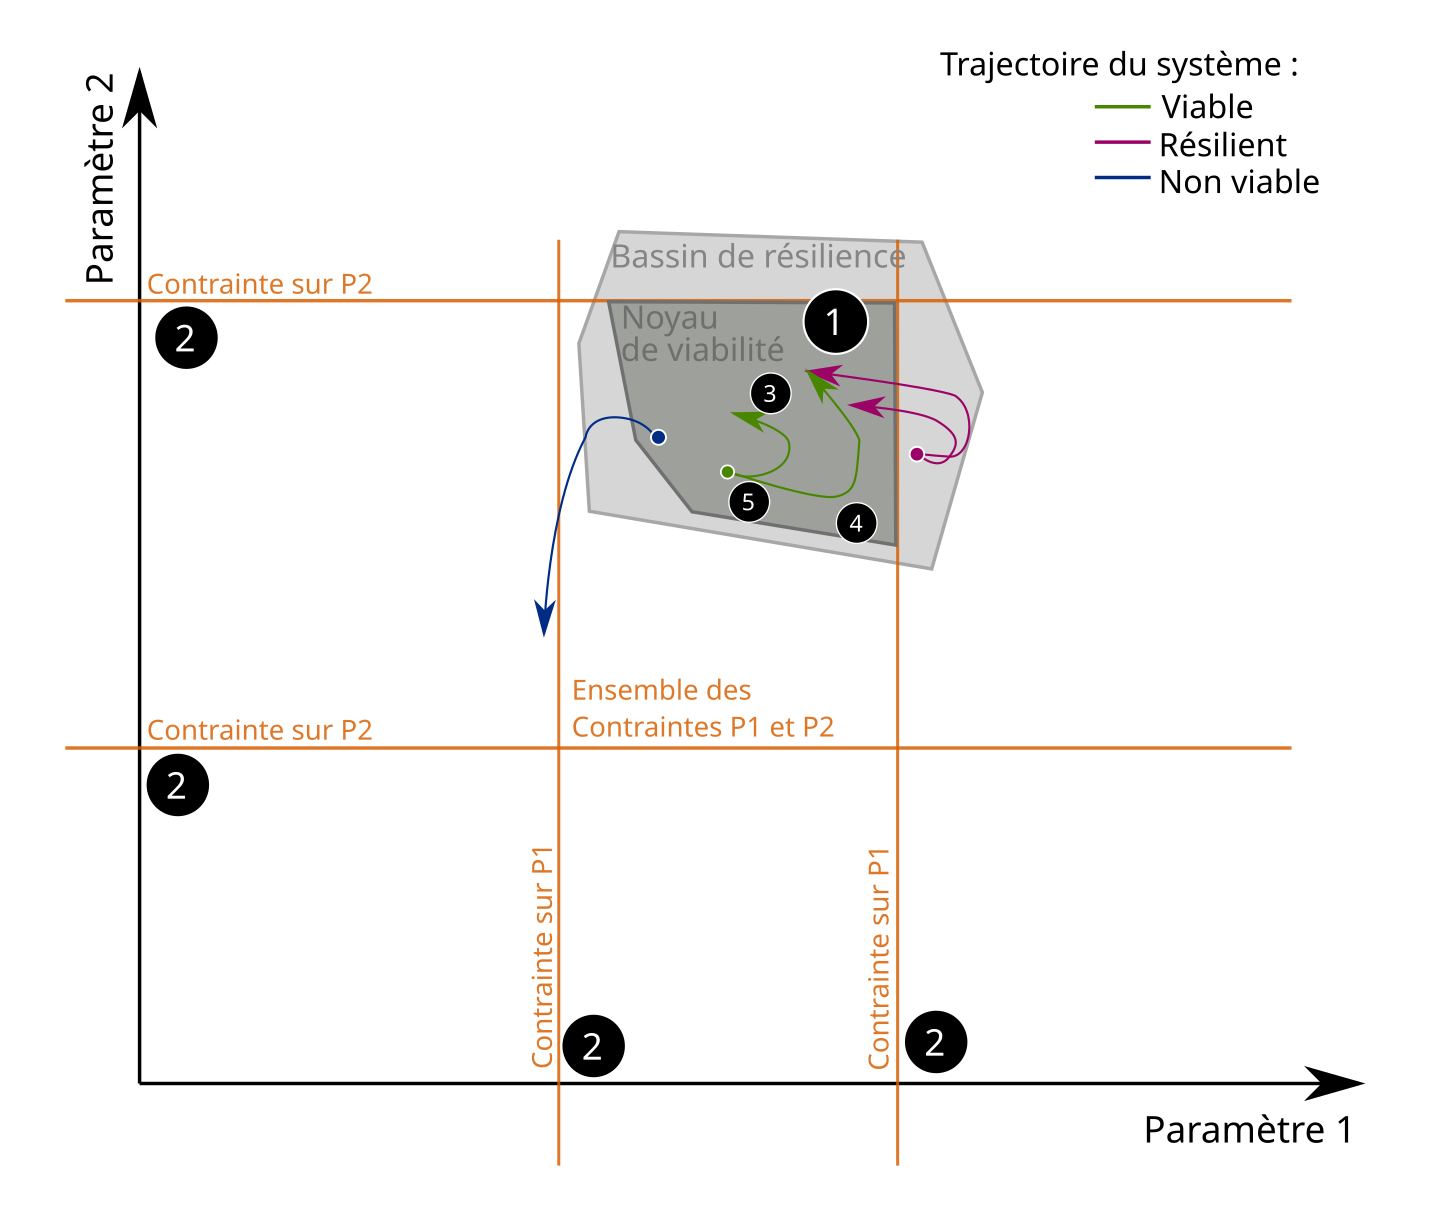 Trajectoire du système :
Viable
Résilient
Non viable
Paramètre 2
Bassin de résilience
Contrainte sur P2
2
Noyau
de viabilité
1
3
5
4
Ensemble des
Contraintes P1 et P2
Contrainte sur P2
2
Contrainte sur P1
2
Contrainte sur P1
2
Paramètre 1